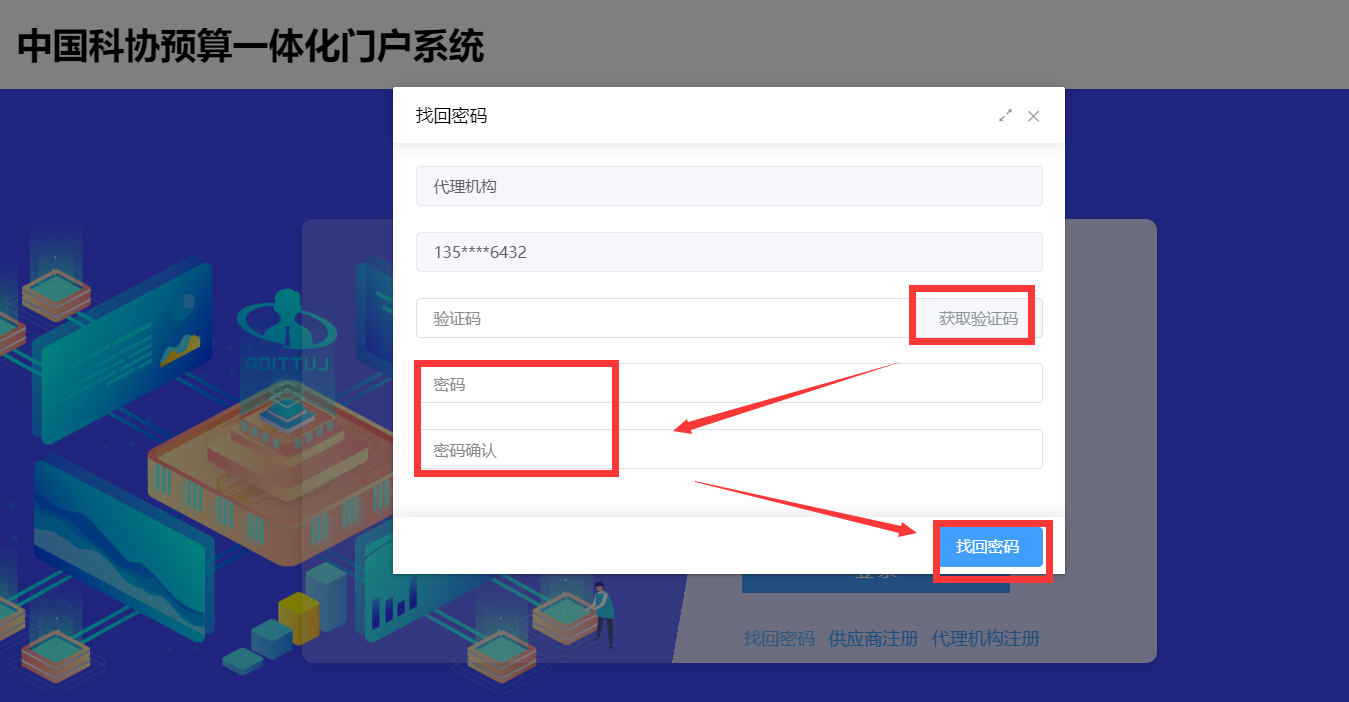 中国科协预算一体化门户系统
找回密码
代理机构
135****6432
验证码 获取验证码
密码
密码确认
找回密码
登录
找回密码 供应商注册 代理机构注册